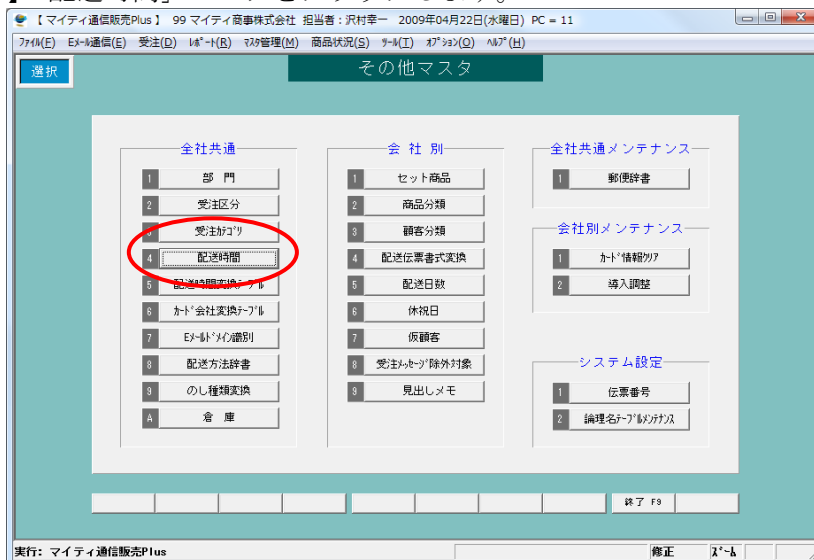 【 マイティ通信販売Plus 】 99 マイティ商事株式会社 担当者：沢村幸一 2009年04月22日(水曜日) PC = 11
ﾌｧｲﾙ(F) Eﾒｰﾙ通信(E) 受注(D) ﾚﾎﾟｰﾄ(R) ﾏｽﾀ管理(M) 商品状況(S) ﾂｰﾙ(T) ｵﾌﾟｼｮﾝ(O) ﾍﾙﾌﾟ(H)
選択
その他マスタ
全社共通
1 部 門
2 受注区分
3 受注ｶﾃｺﾞﾘ
4 配送時間
5 配送時間変換ﾃｰﾌﾞﾙ
6 ｶｰﾄﾞ会社変換ﾃｰﾌﾞﾙ
7 Eﾒｰﾙﾄﾞﾒｲﾝ識別
8 配送方法辞書
9 のし種類変換
A 倉 庫
会 社 別
1 セット商品
2 商品分類
3 顧客分類
4 配送伝票書式変換
5 配送日数
6 休祝日
7 仮顧客
8 受注ﾒｯｾｰｼﾞ除外対象
9 見出しメモ
全社共通メンテナンス
1 郵便辞書
会社別メンテナンス
1 ｶｰﾄﾞ情報ｸﾘｱ
2 導入調整
システム設定
1 伝票番号
2 論理名ﾃｰﾌﾞﾙﾒﾝﾃﾅﾝｽ
終了 F9
実行: マイティ通信販売Plus 修正 ｽﾞｰﾑ